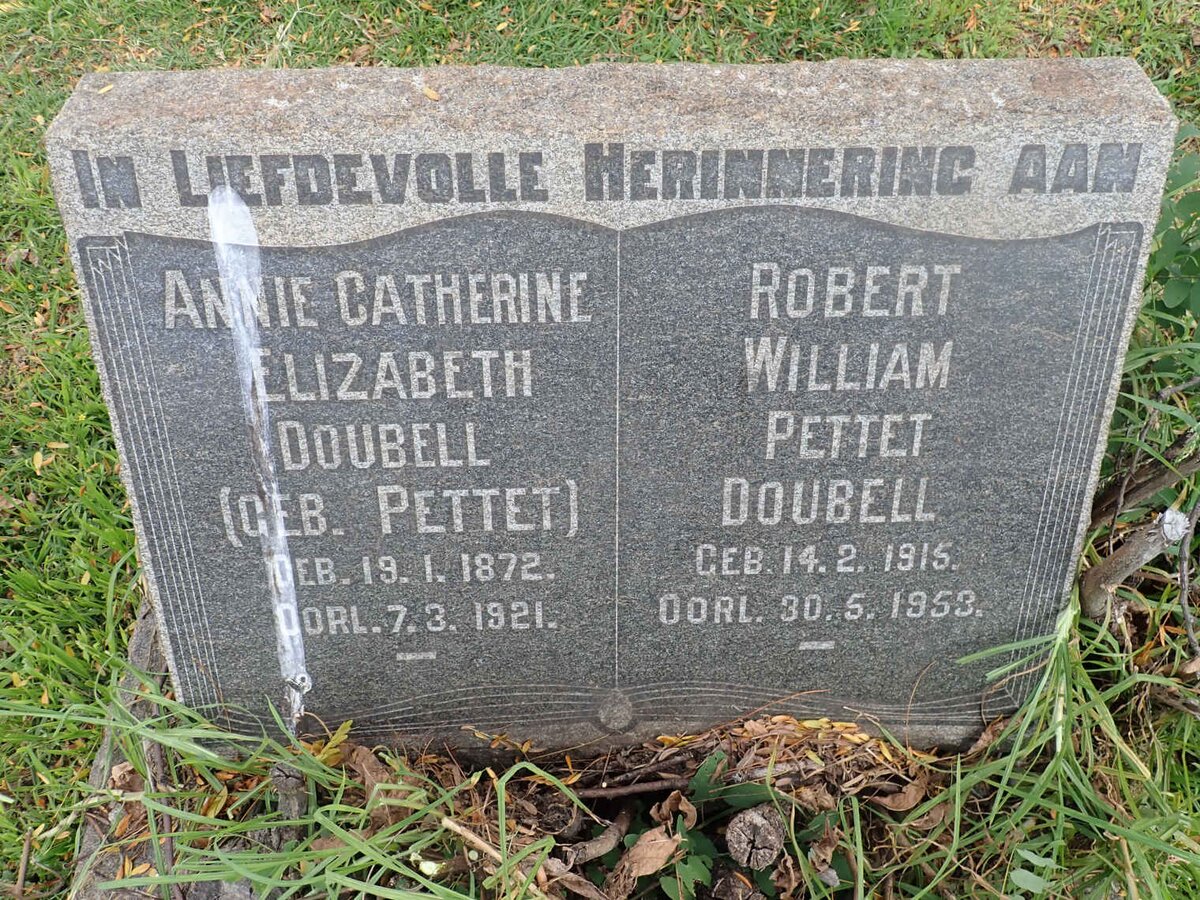 IN LIEFDEVOLLE HERINNERING AAN
ANNIE CATHERINE
ELIZABETH
DOUBELL
(GEB. PETTET)
GEB. 19. 1. 1872.
OORL. 7. 3. 1921.
ROBERT
WILLIAM
PETTET
DOUBELL
GEB. 14. 2. 1915.
OORL. 30. 5. 1953.